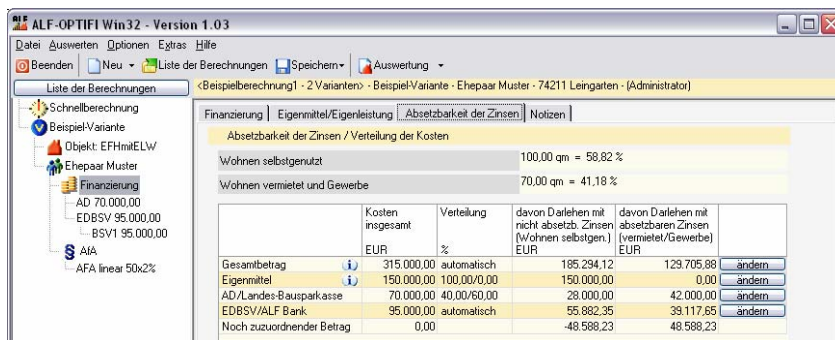 ALF-OPTIFI Win32 - Version 1.03
Datei Auswerten Optionen Extras Hilfe
Beenden Neu Liste der Berechnungen Speichern Auswertung
Liste der Berechnungen
<Beispielberechnung1 - 2 Varianten> - Beispiel-Variante - Ehepaar Muster - 74211 Leingarten - (Administrator)
Schnellberechnung
Beispiel-Variante
Objekt: EFHmitELW
Ehepaar Muster
Finanzierung
AD 70.000,00
EDBSV 95.000,00
BSV1 95.000,00
§ AfA
AFA linear 50x2%
Finanzierung Eigenmittel/Eigenleistung Absetzbarkeit der Zinsen Notizen
Absetzbarkeit der Zinsen / Verteilung der Kosten
Wohnen selbstgenutzt 100,00 qm = 58,82 %
Wohnen vermietet und Gewerbe 70,00 qm = 41,18 %
Kosten Verteilung davon Darlehen mit davon Darlehen mit
insgesamt nicht absetzb. Zinsen absetzbaren Zinsen
(Wohnen selbstgen.) (vermietet/Gewerbe)
EUR % EUR EUR
Gesamtbetrag 315.000,00 automatisch 185.294,12 129.705,88 ändern
Eigenmittel 150.000,00 100,00/0,00 150.000,00 0,00 ändern
AD/Landes-Bausparkasse 70.000,00 40,00/60,00 28.000,00 42.000,00 ändern
EDBSV/ALF Bank 95.000,00 automatisch 55.882,35 39.117,65 ändern
Noch zuzuordnender Betrag 0,00 -48.588,23 48.588,23